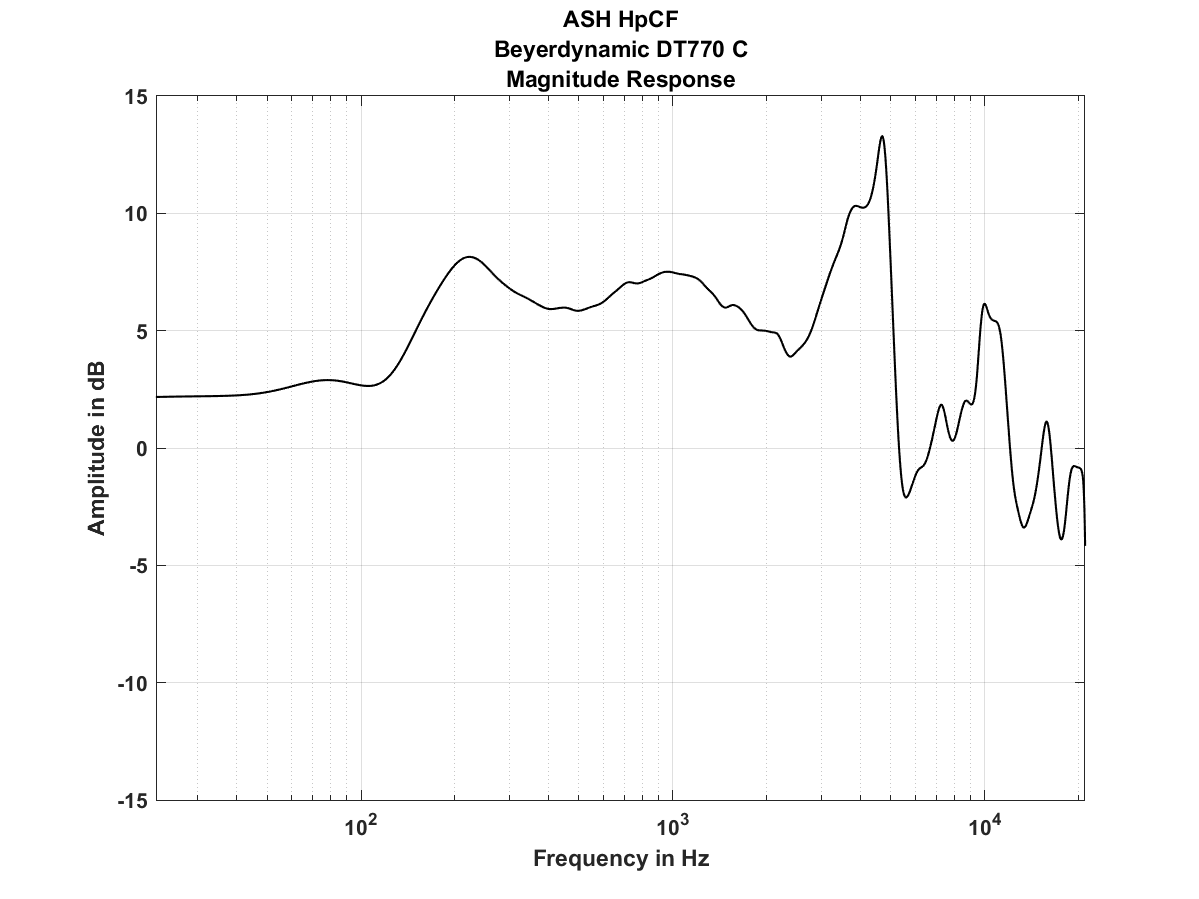 ASH HpCF
Beyerdynamic DT770 C
Magnitude Response
15
10
5
0
-5
-10
-15
Amplitude in dB
10²
10³
10⁴
Frequency in Hz